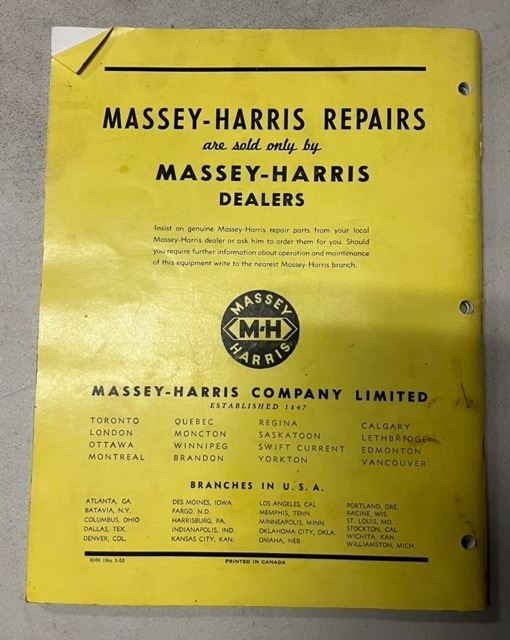 MASSEY-HARRIS REPAIRS
are sold only by
MASSEY-HARRIS
DEALERS
Insist on genuine Massey-Harris repair parts from your local
Massey-Harris dealer or ask him to order them for you. Should
you require further information about operation and maintenance
of this equipment write to the nearest Massey-Harris branch.
MASSEY
M-H
HARRIS
MASSEY-HARRIS COMPANY LIMITED
ESTABLISHED 1847
TORONTO QUEBEC REGINA CALGARY
LONDON MONCTON SASKATOON LETHBRIDGE
OTTAWA WINNIPEG SWIFT CURRENT EDMONTON
MONTREAL BRANDON YORKTON VANCOUVER
BRANCHES IN U.S.A.
ATLANTA, GA. DES MOINES, IOWA LOS ANGELES, CAL PORTLAND, ORE.
BATAVIA, N.Y. FARGO, N.D. MEMPHIS, TENN. RACINE, WIS.
COLUMBUS, OHIO HARRISBURG, PA. MINNEAPOLIS, MINN. ST. LOUIS, MO.
DALLAS, TEX. INDIANAPOLIS, IND. OKLAHOMA CITY, OKLA. STOCKTON, CAL.
DENVER, COL. KANSAS CITY, KAN. OMAHA, NEB. WICHITA, KAN.
WILLIAMSTON, MICH.
PRINTED IN CANADA